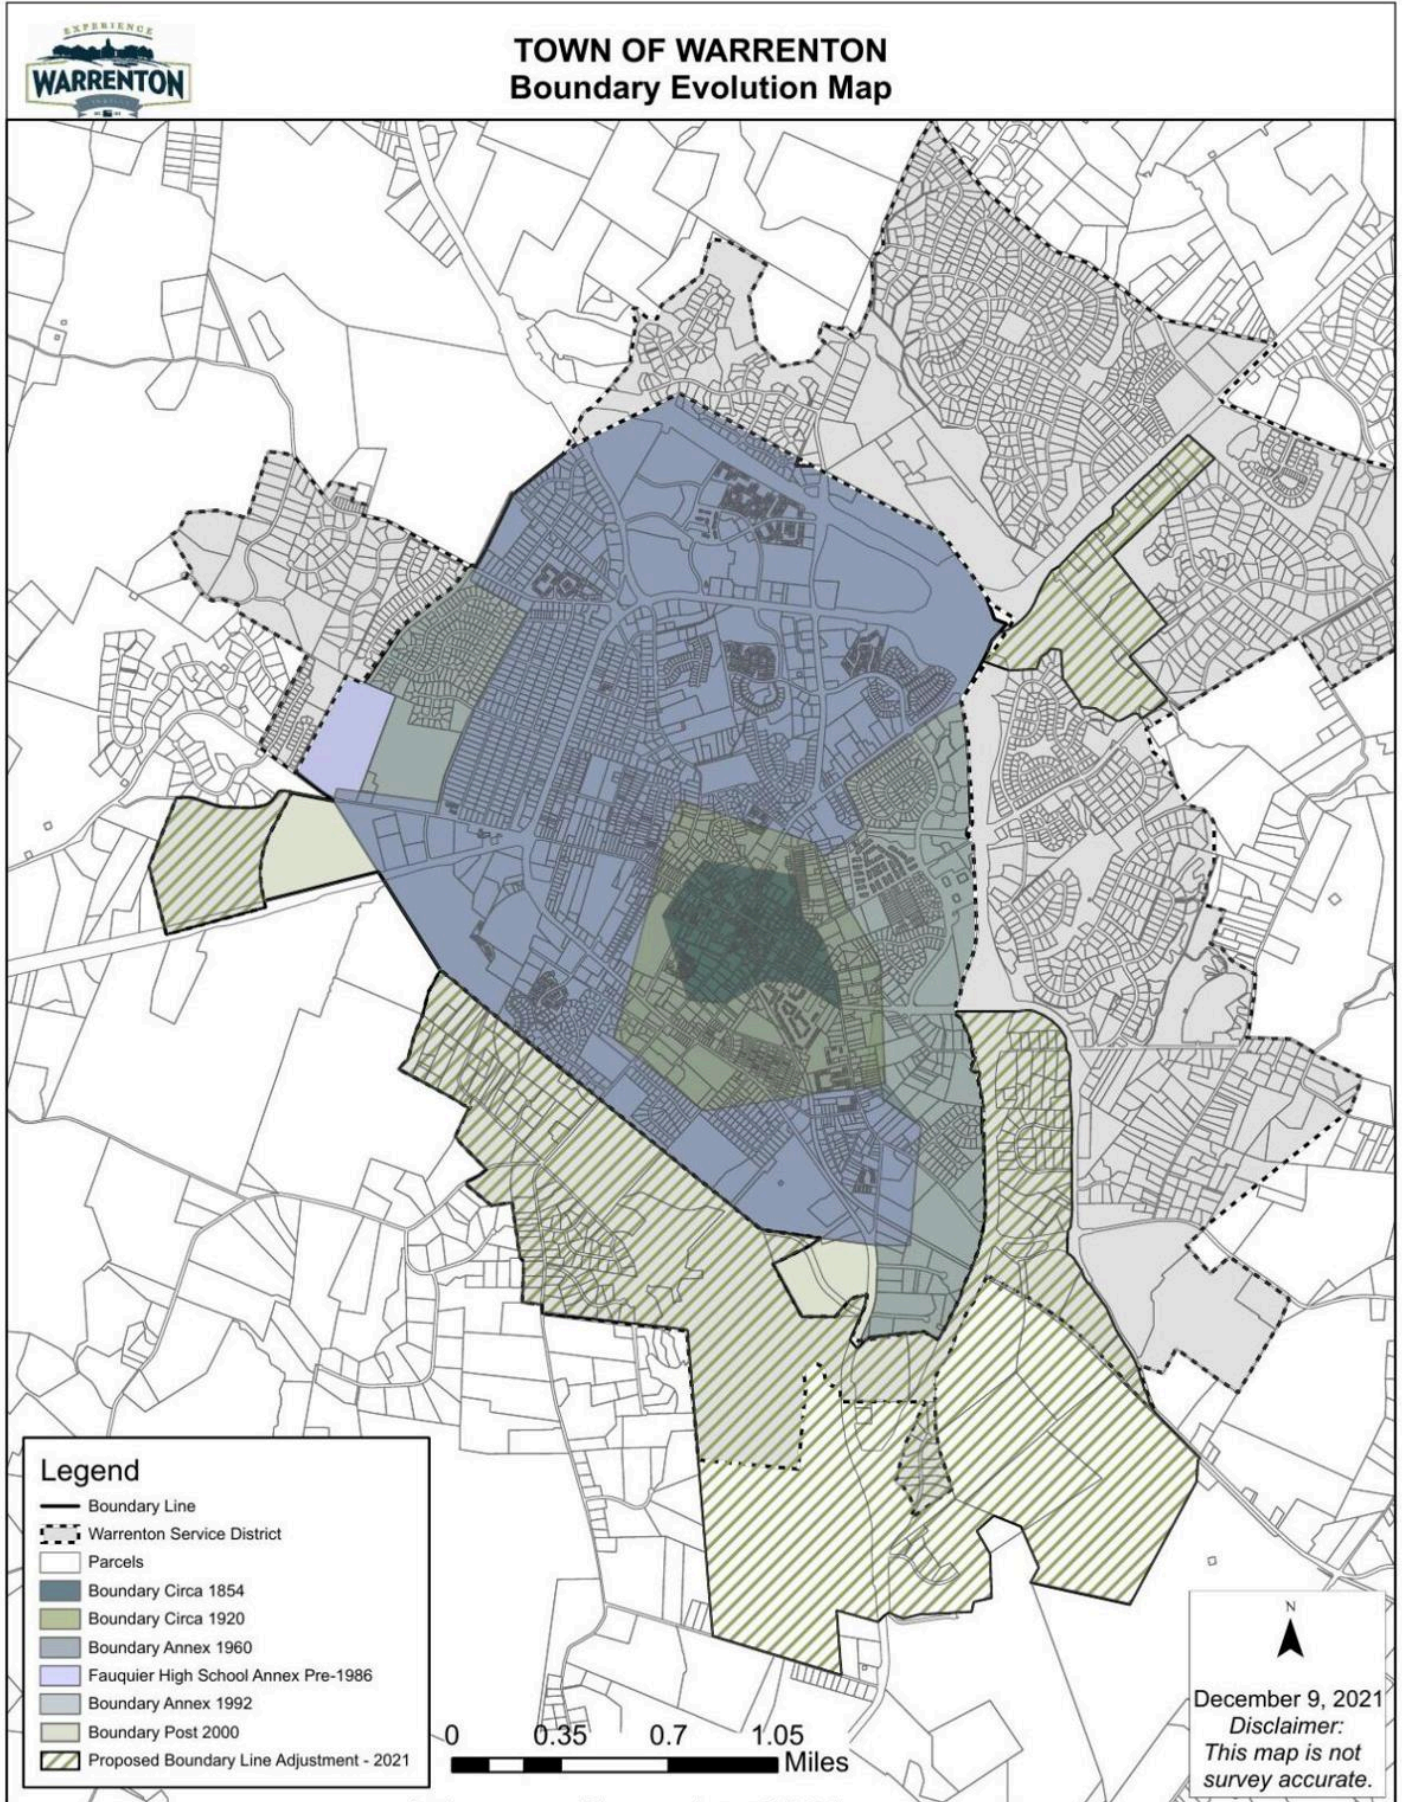 EXPERIENCE
WARRENTON
TOWN OF WARRENTON
Boundary Evolution Map
Legend
Boundary Line
Warrenton Service District
Parcels
Boundary Circa 1854
Boundary Circa 1920
Boundary Annex 1960
Fauquier High School Annex Pre-1986
Boundary Annex 1992
Boundary Post 2000
Proposed Boundary Line Adjustment - 2021
0 0.35 0.7 1.05
Miles
N
December 9, 2021
Disclaimer:
This map is not
survey accurate.